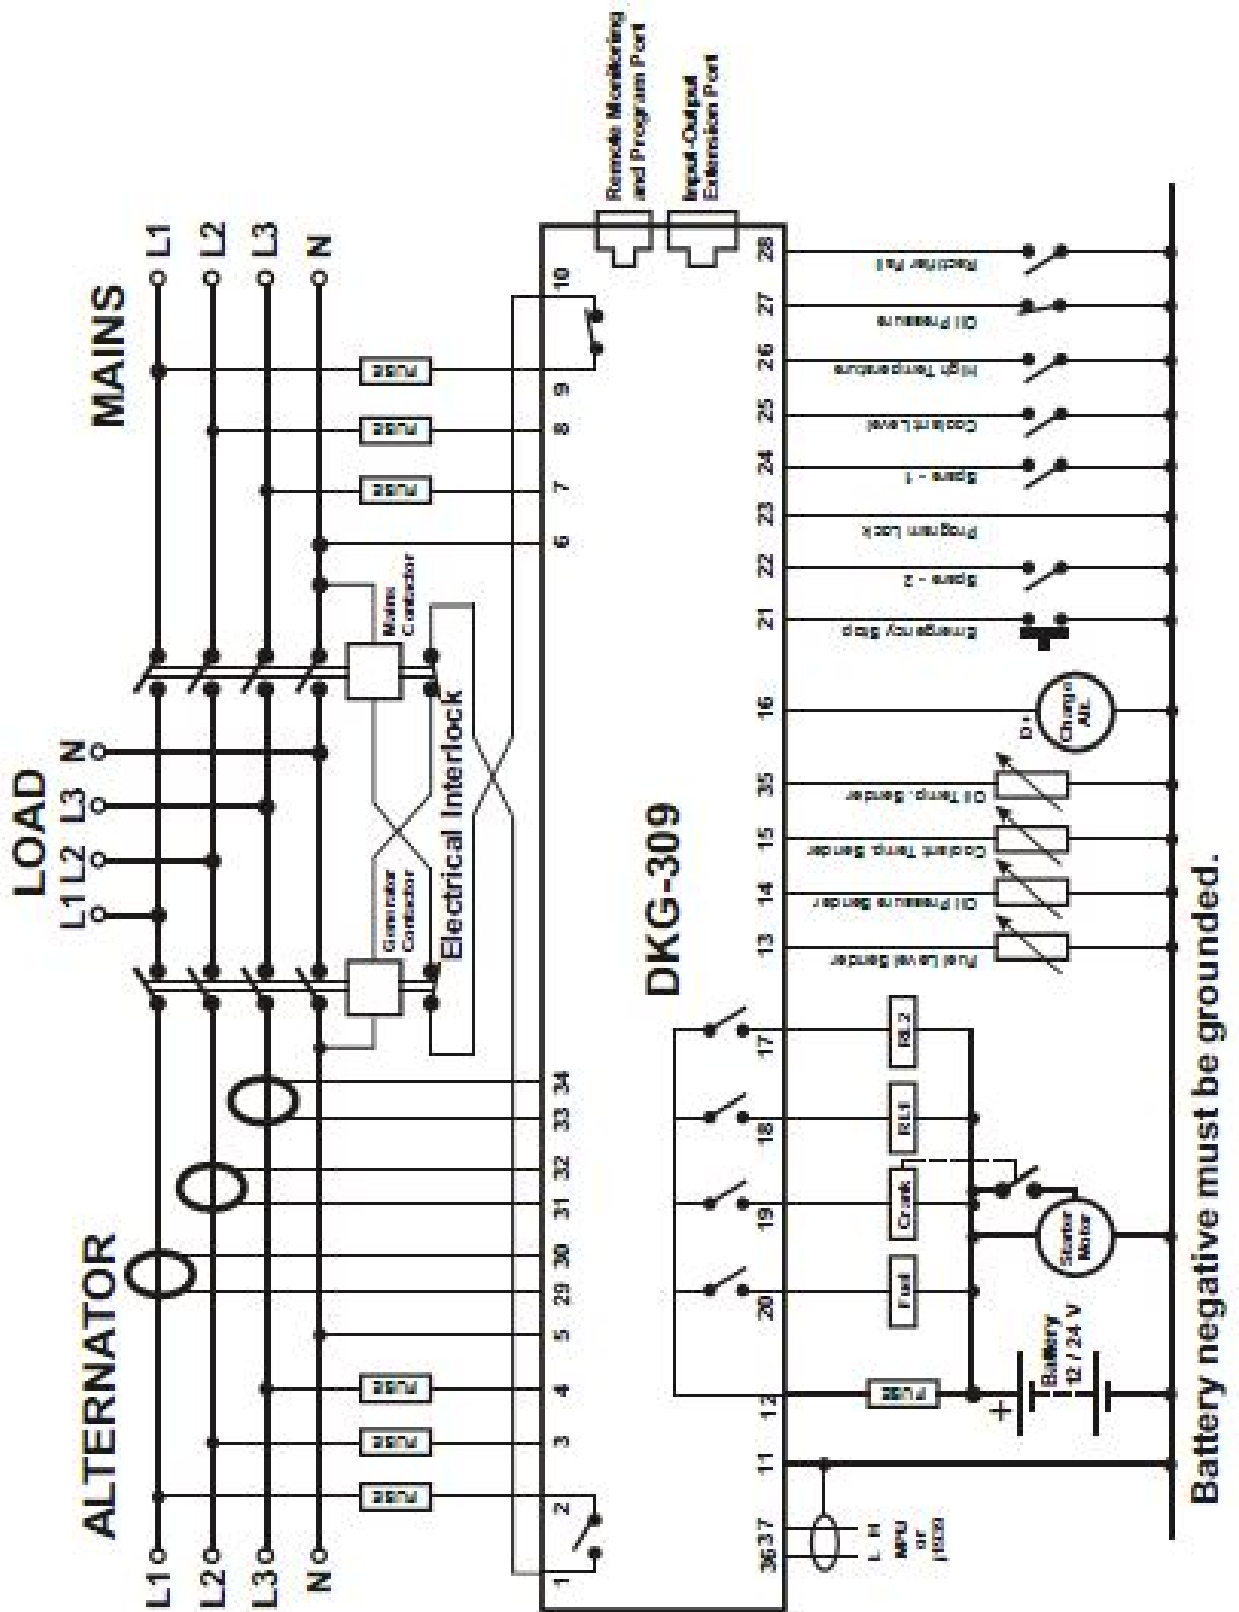 ALTERNATOR
LOAD
MAINS
L1
L2
L3
N
L1
L2
L3
N
L1
L2
L3
N
Generator
Contactor
Mains
Contactor
Electrical Interlock
FUSE
FUSE
FUSE
FUSE
FUSE
FUSE
1
2
3
4
5
29
30
31
32
33
34
6
7
8
9
10
DKG-309
Remote Monitoring
and Program Port
Input-Output
Extension Port
36
37
11
12
20
19
18
17
13
14
15
35
16
21
22
23
24
25
26
27
28
L H
MPU
or
J1939
FUSE
Fuel
Crank
RL1
RL2
Fuel Level Sender
Oil Pressure Sender
Coolant Temp. Sender
Oil Temp. Sender
Emergency Stop
Spare - 2
Program Lock
Spare - 1
Coolant Level
High Temperature
Oil Pressure
Rectifier Fail
+
Battery
12 / 24 V
Starter
Motor
D+
Charge
Alt.
Battery negative must be grounded.